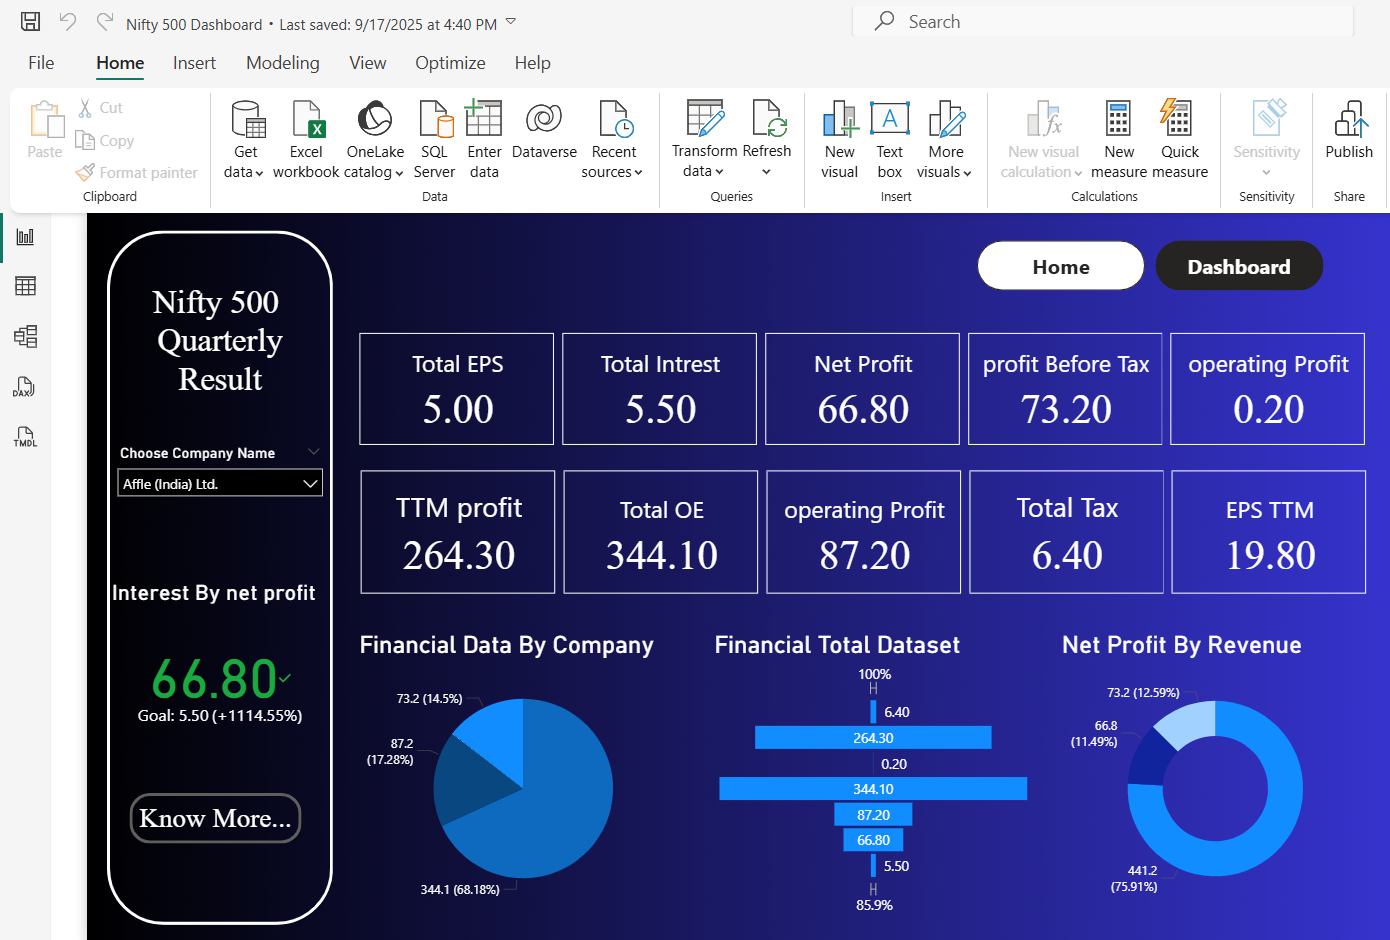 Nifty 500 Dashboard • Last saved: 9/17/2025 at 4:40 PM
Search
File Home Insert Modeling View Optimize Help
Paste
Cut
Copy
Format painter
Clipboard
Get data
Excel workbook
OneLake catalog
SQL Server
Enter data
Dataverse
Recent sources
Data
Transform data
Refresh
Queries
New visual
Text box
More visuals
Insert
New visual calculation
New measure
Quick measure
Calculations
Sensitivity
Sensitivity
Publish
Share
DAX
TMDL
Nifty 500
Quarterly
Result
Choose Company Name
Affle (India) Ltd.
Interest By net profit
66.80
Goal: 5.50 (+1114.55%)
Know More...
Home
Dashboard
Total EPS
5.00
Total Intrest
5.50
Net Profit
66.80
profit Before Tax
73.20
operating Profit
0.20
TTM profit
264.30
Total OE
344.10
operating Profit
87.20
Total Tax
6.40
EPS TTM
19.80
Financial Data By Company
73.2 (14.5%)
87.2
(17.28%)
344.1 (68.18%)
Financial Total Dataset
100%
6.40
264.30
0.20
344.10
87.20
66.80
5.50
85.9%
Net Profit By Revenue
73.2 (12.59%)
66.8
(11.49%)
441.2
(75.91%)